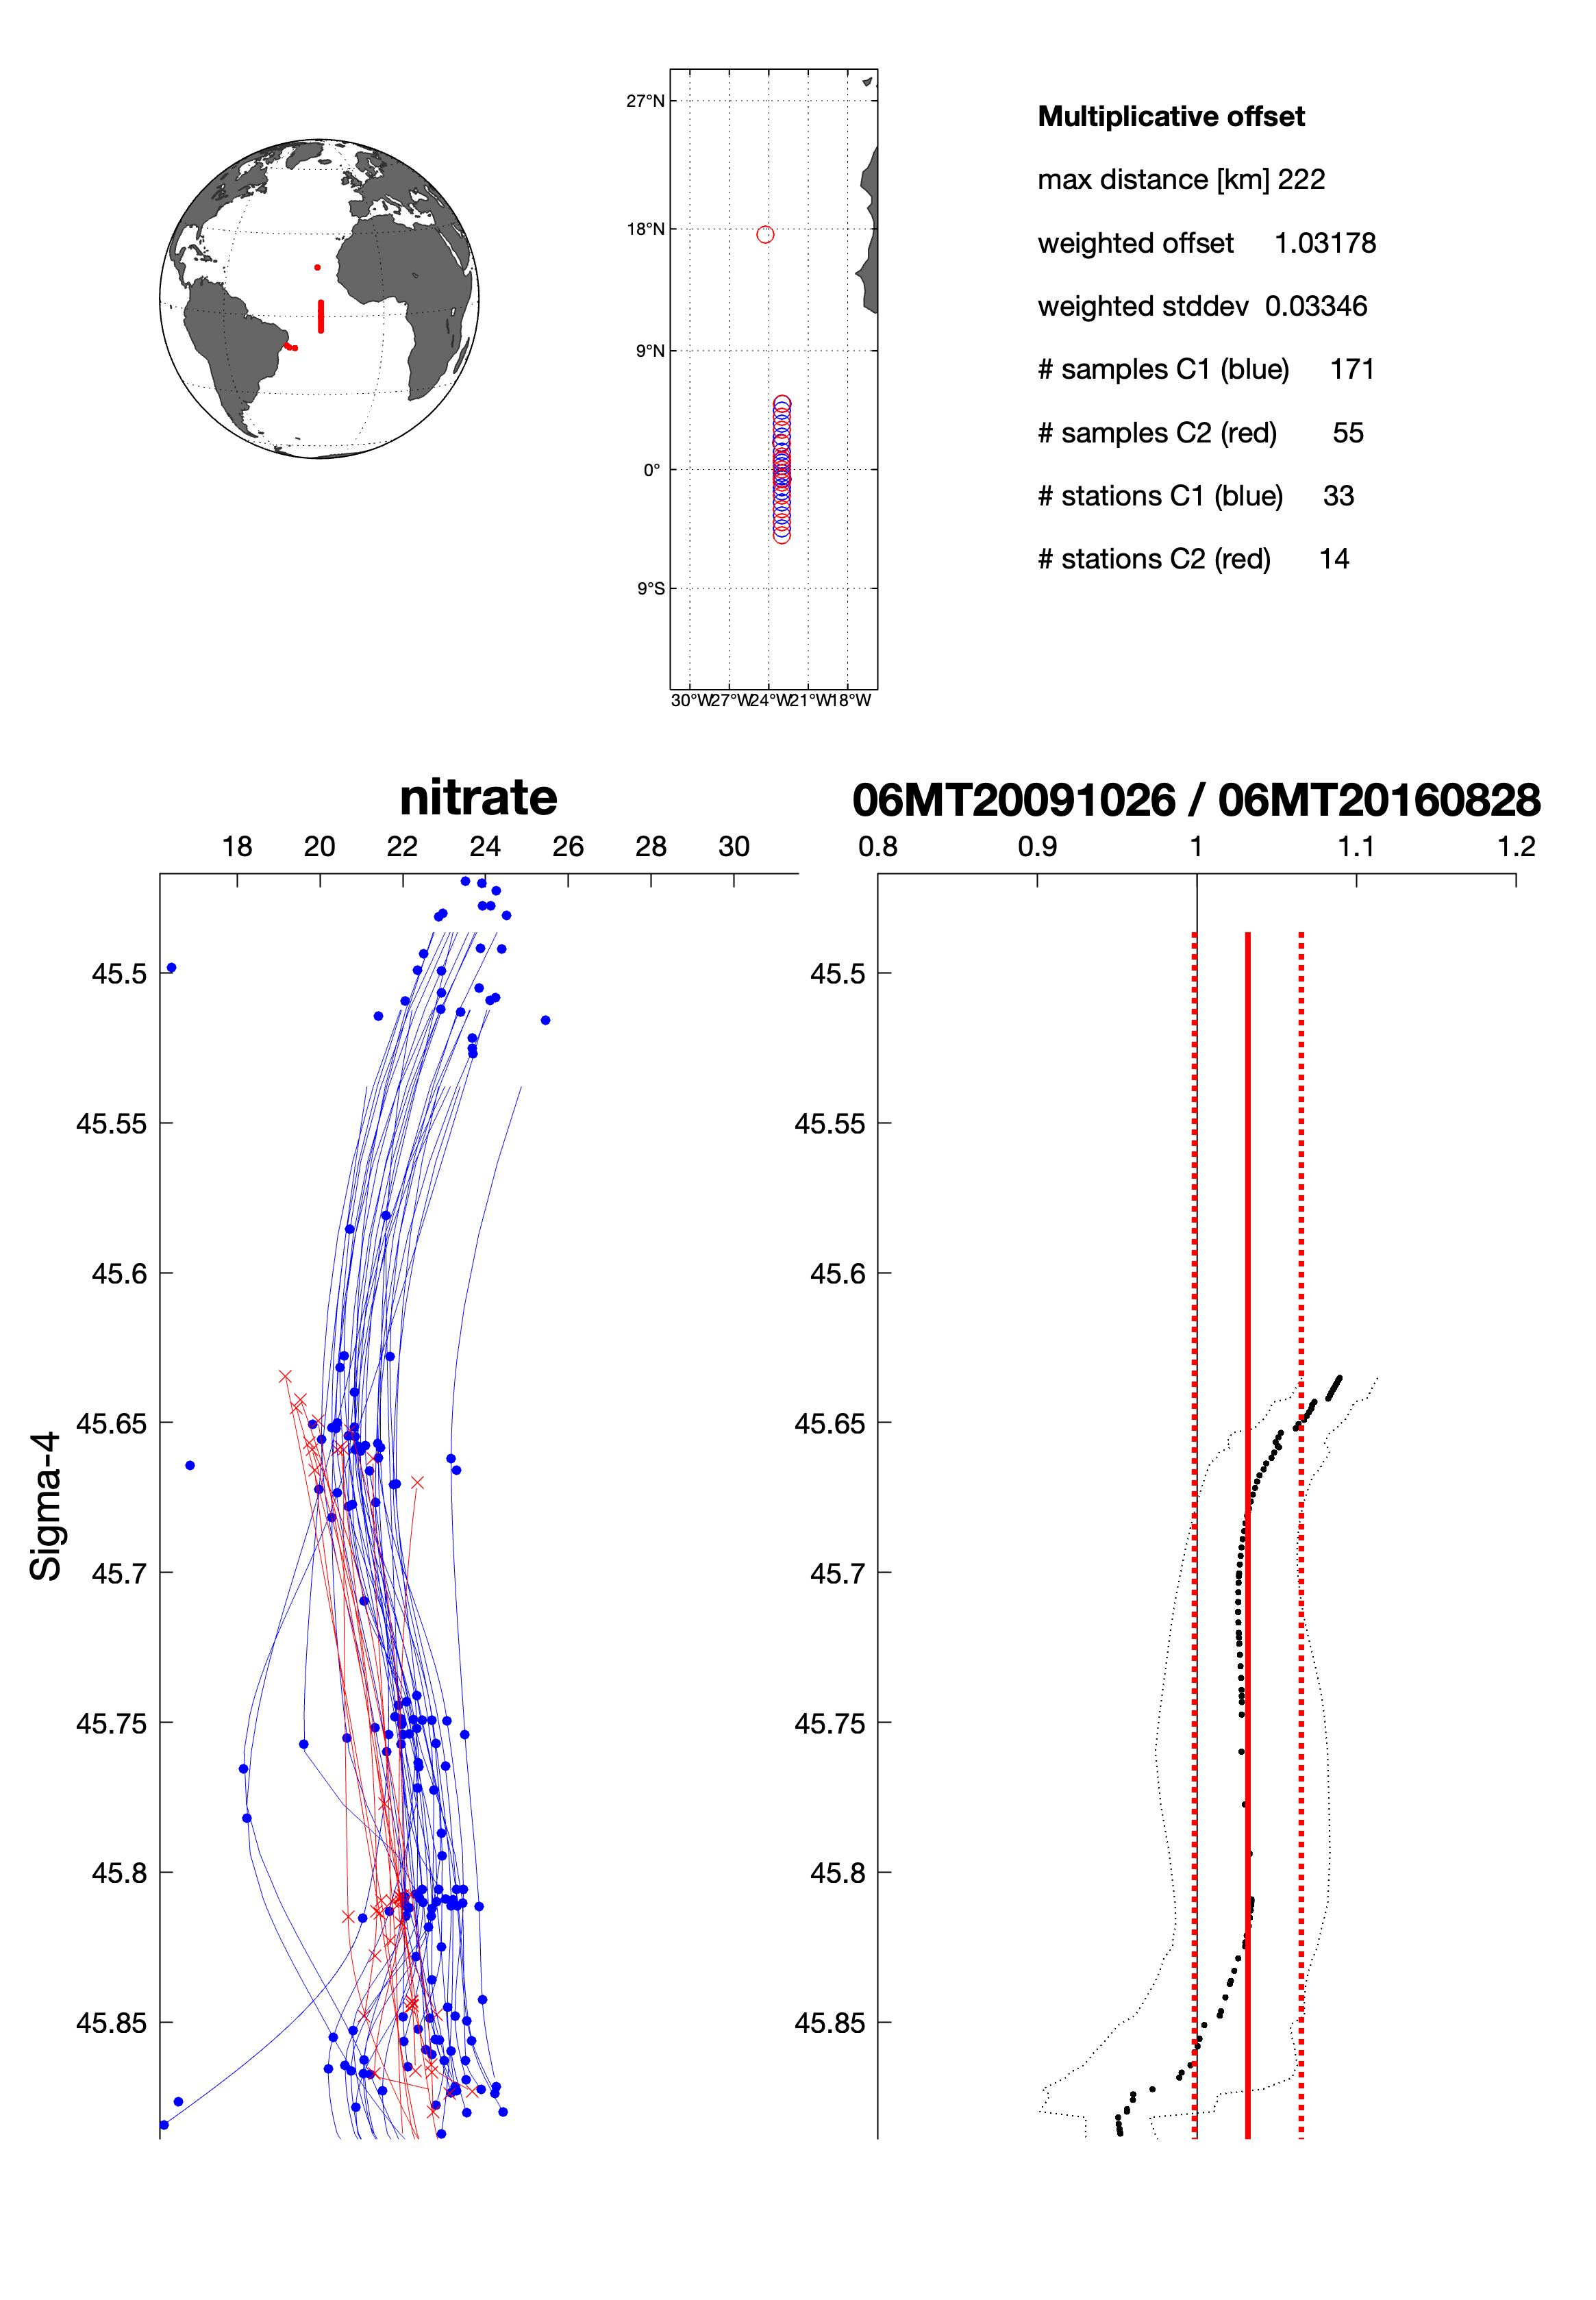 Multiplicative offset
max distance [km] 222
weighted offset 1.03178
weighted stddev 0.03346
# samples C1 (blue) 171
# samples C2 (red) 55
# stations C1 (blue) 33
# stations C2 (red) 14
27°N
18°N
9°N
0°
9°S
30°W 27°W 24°W 21°W 18°W
nitrate
18 20 22 24 26 28 30
Sigma-4
45.5
45.55
45.6
45.65
45.7
45.75
45.8
45.85
06MT20091026 / 06MT20160828
0.8 0.9 1 1.1 1.2
45.5
45.55
45.6
45.65
45.7
45.75
45.8
45.85